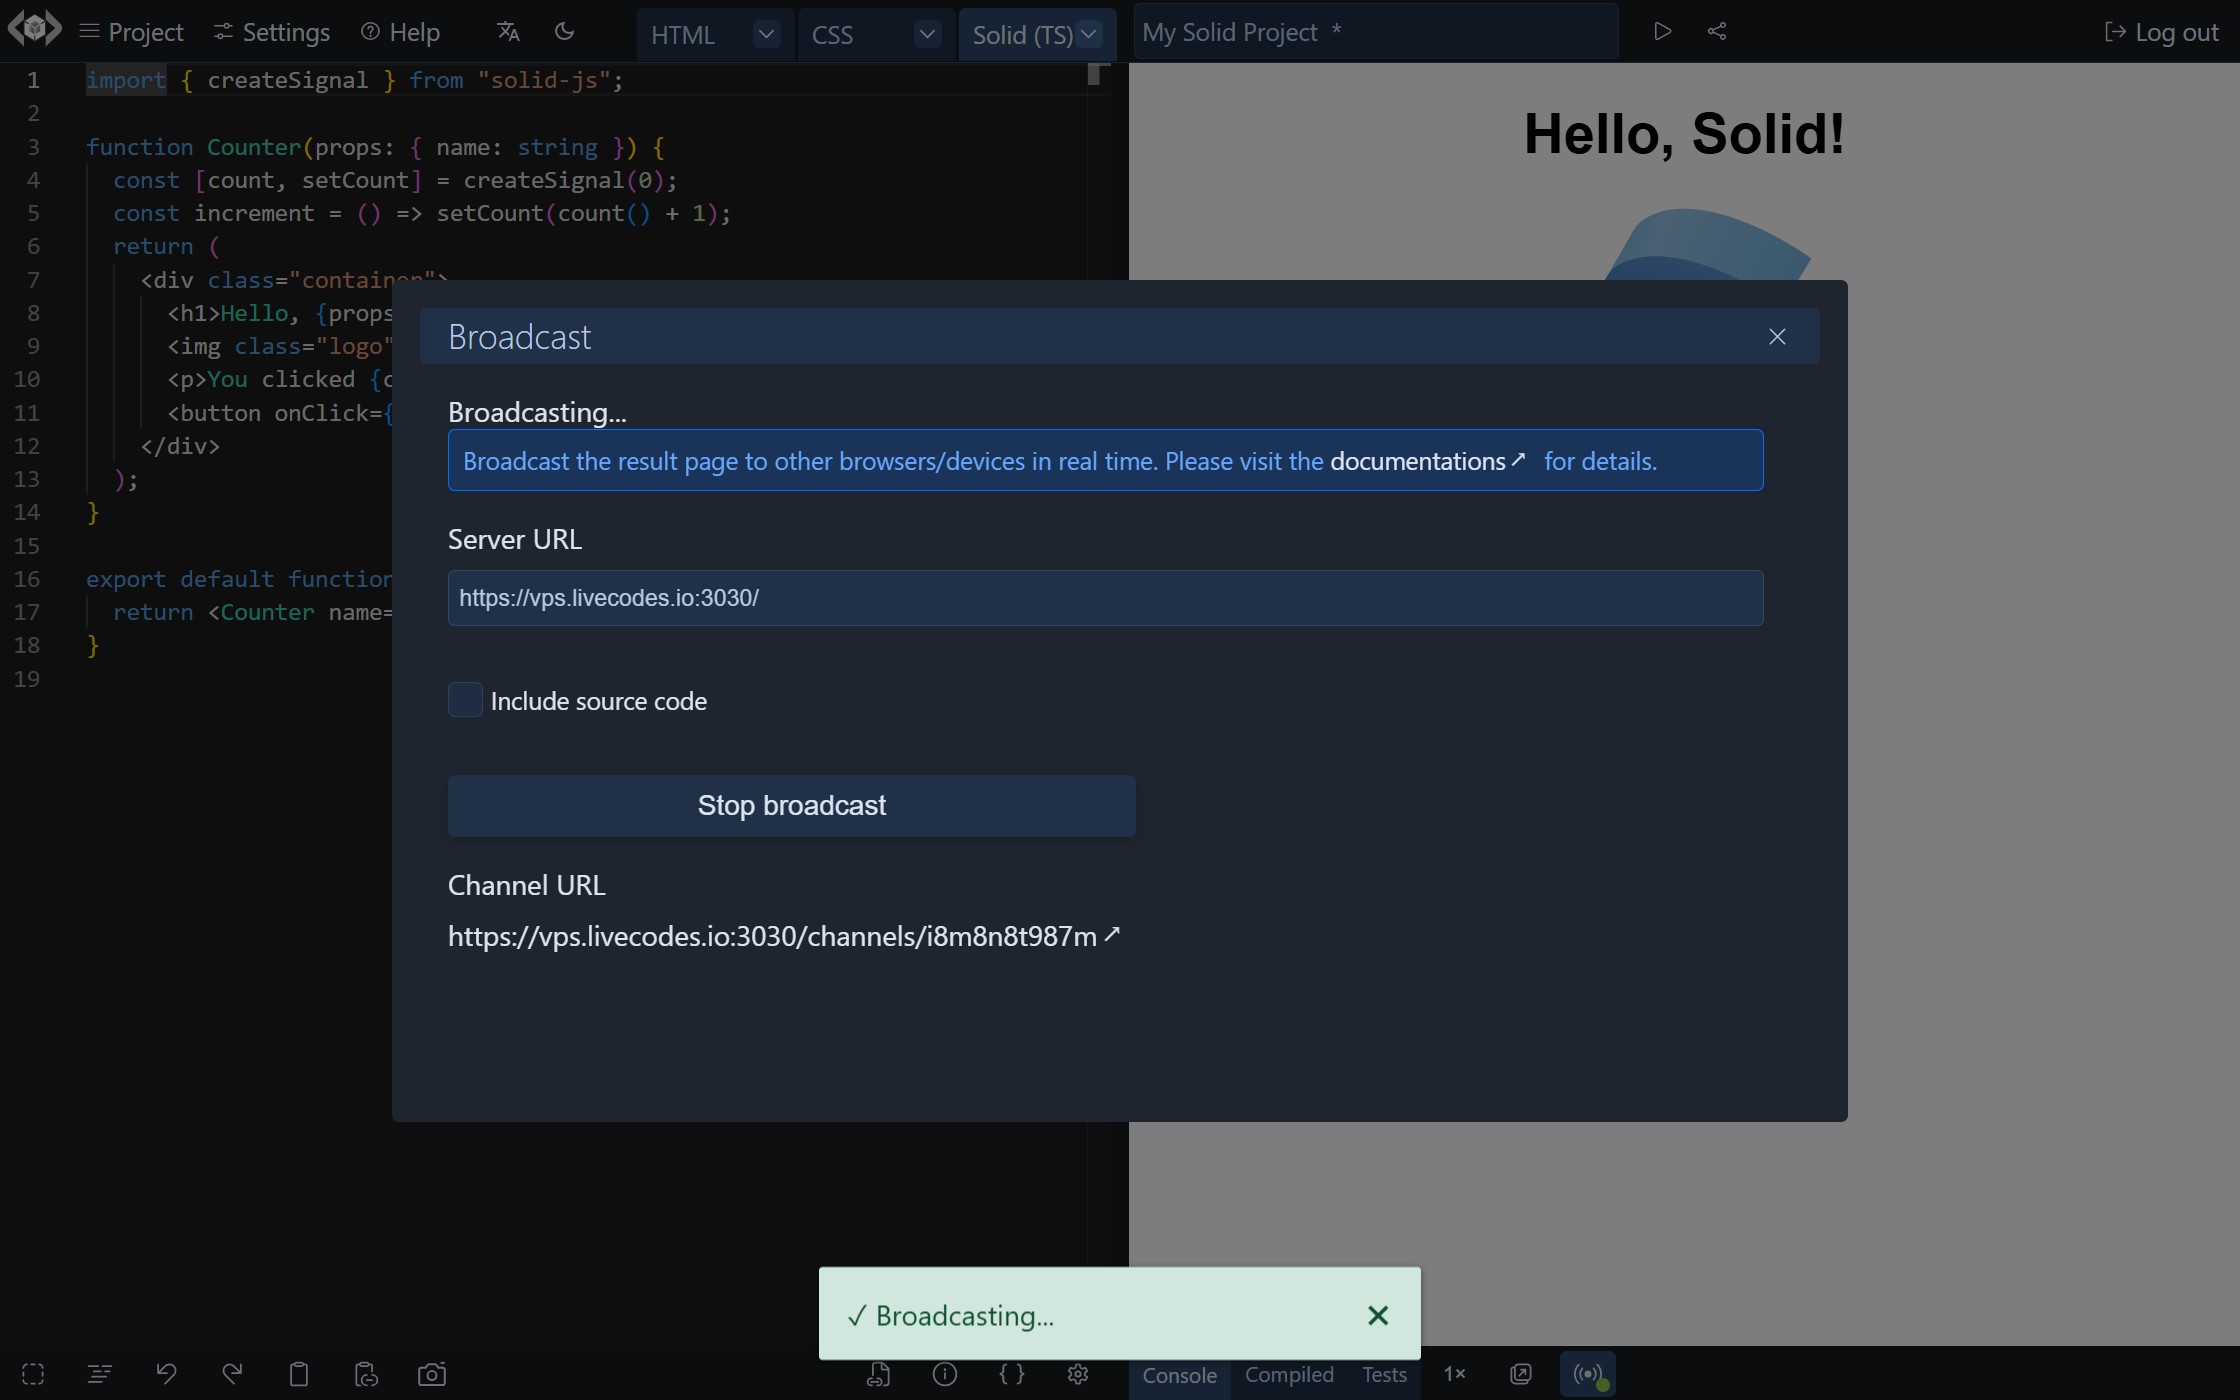 Project Settings Help HTML CSS Solid (TS) My Solid Project * Log out
1 import { createSignal } from "solid-js";
2
3 function Counter(props: { name: string }) {
4 const [count, setCount] = createSignal(0);
5 const increment = () => setCount(count() + 1);
6 return (
7 <div class="container">
8 <h1>Hello, {props
9 <img class="logo"
10 <p>You clicked {c
11 <button onClick={
12 </div>
13 );
14 }
15
16 export default function
17 return <Counter name=
18 }
19
Hello, Solid!
Broadcast
Broadcasting...
Broadcast the result page to other browsers/devices in real time. Please visit the documentations↗ for details.
Server URL
https://vps.livecodes.io:3030/
Include source code
Stop broadcast
Channel URL
https://vps.livecodes.io:3030/channels/i8m8n8t987m↗
✓ Broadcasting... ✕
Console Compiled Tests 1×